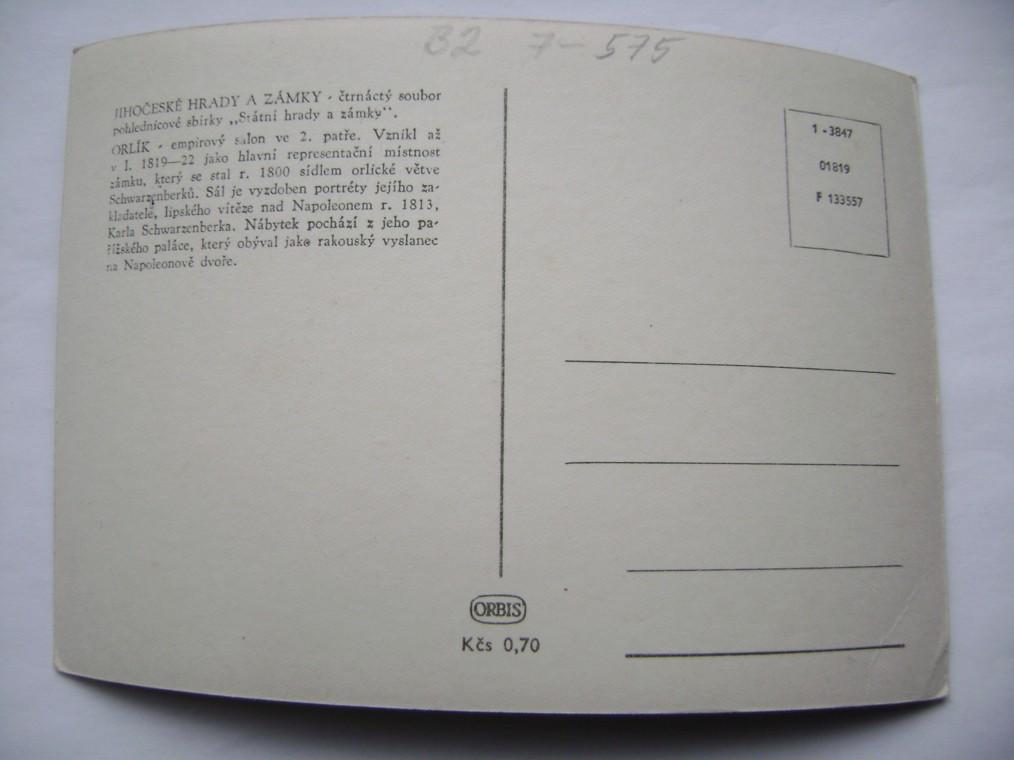 B2 7-575
JIHOČESKÉ HRADY A ZÁMKY - čtrnáctý soubor
pohlednicové sbírky „Státní hrady a zámky“.
ORLÍK - empirový salon ve 2. patře. Vznikl až
v l. 1819—22 jako hlavní representační místnost
zámku, který se stal r. 1800 sídlem orlické větve
Schwarzenberků. Sál je vyzdoben portréty jejího za-
kladatele, lipského vítěze nad Napoleonem r. 1813,
Karla Schwarzenberka. Nábytek pochází z jeho pa-
řížského paláce, který obýval jako rakouský vyslanec
na Napoleonově dvoře.
1-3847
01819
F 133557
ORBIS
Kčs 0,70